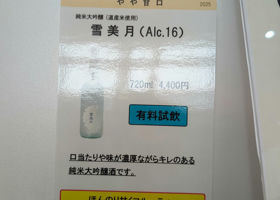 やや甘口
2025
純米大吟醸(道産米使用)
雪美月(Alc.16)
720ml 4,400円
有料試飲
口当たりや味が濃厚ながらキレのある
純米大吟醸酒です。